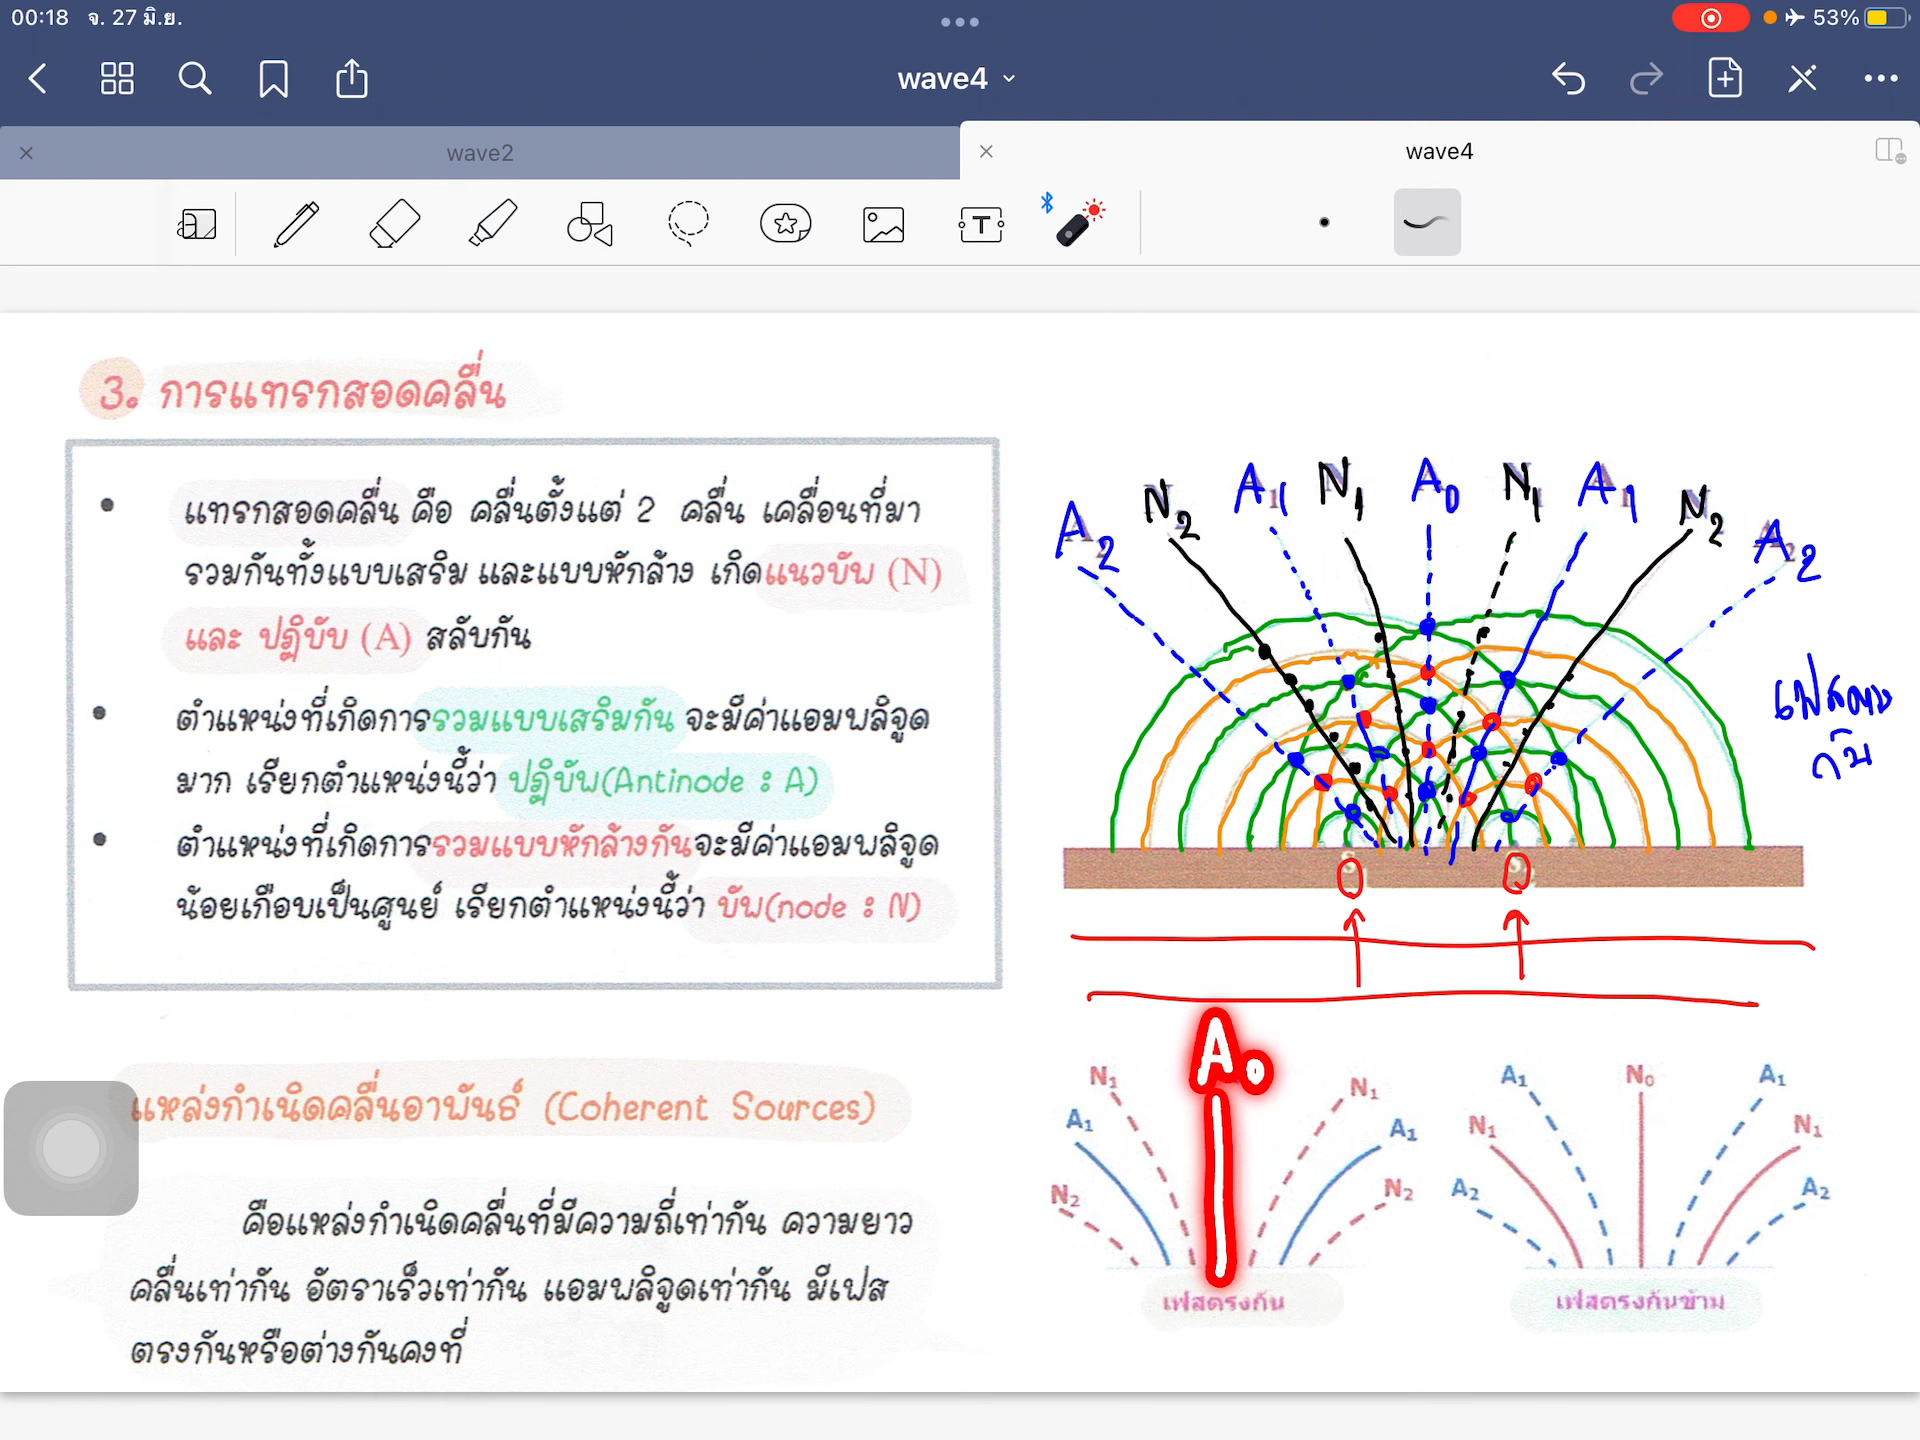 00:18 จ. 27 มิ.ย.
53%
wave4
wave2
wave4
3. การแทรกสอดคลื่น
แทรกสอดคลื่น คือ คลื่นตั้งแต่ 2 คลื่น เคลื่อนที่มา
รวมกันทั้งแบบเสริม และแบบหักล้าง เกิดแนวบัพ (N)
และ ปฏิบัพ (A) สลับกัน
ตำแหน่งที่เกิดการรวมแบบเสริมกัน จะมีค่าแอมพลิจูด
มาก เรียกตำแหน่งนี้ว่า ปฏิบัพ(Antinode : A)
ตำแหน่งที่เกิดการรวมแบบหักล้างกันจะมีค่าแอมพลิจูด
น้อยเกือบเป็นศูนย์ เรียกตำแหน่งนี้ว่า บัพ(node : N)
A2 N2 A1 N1 A0 N1 A1 N2 A2
เฟสตรง
กัน
แหล่งกำเนิดคลื่นอาพันธ์ (Coherent Sources)
คือแหล่งกำเนิดคลื่นที่มีความถี่เท่ากัน ความยาว
คลื่นเท่ากัน อัตราเร็วเท่ากัน แอมพลิจูดเท่ากัน มีเฟส
ตรงกันหรือต่างกันคงที่
N2 A1 N1 A0 N1 A1 N2
เฟสตรงกัน
A2 N1 A1 N0 A1 N1 A2
เฟสตรงกันข้าม